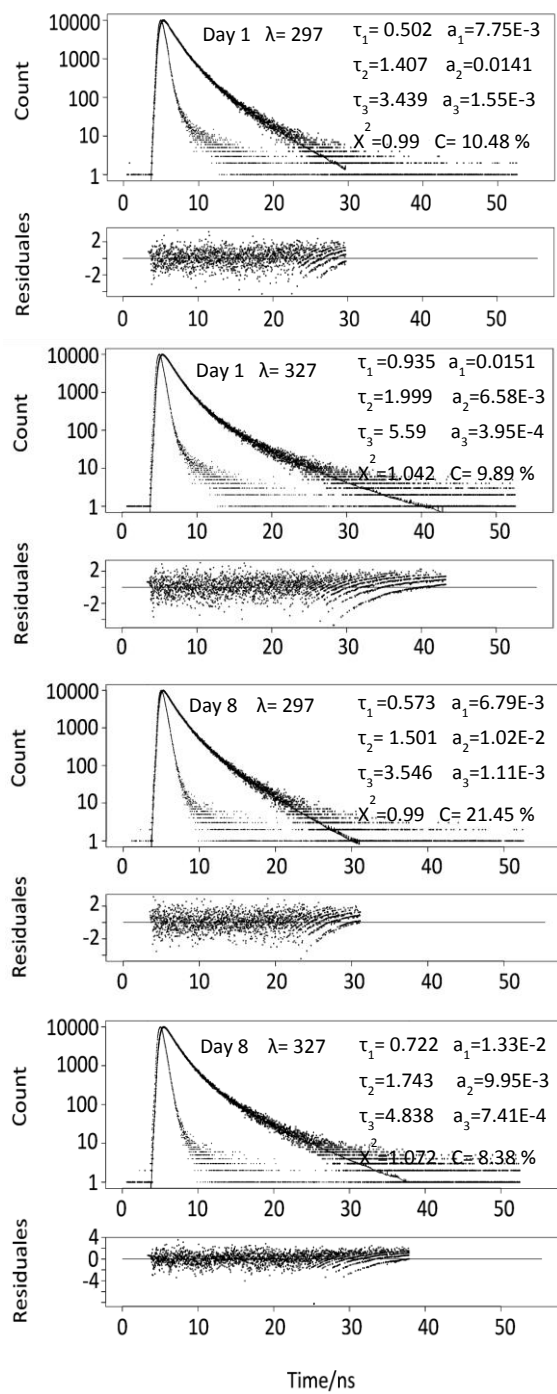 Day 1 λ= 297 τ₁= 0.502 a₁=7.75E-3
τ₂=1.407 a₂=0.0141
τ₃=3.439 a₃=1.55E-3
X²=0.99 C= 10.48 %
Count
10000
1000
100
10
1
0 10 20 30 40 50
Residuales
2
-2
0 10 20 30 40 50
Day 1 λ= 327 τ₁=0.935 a₁=0.0151
τ₂=1.999 a₂=6.58E-3
τ₃= 5.59 a₃=3.95E-4
X²=1.042 C= 9.89 %
Count
10000
1000
100
10
1
0 10 20 30 40 50
Residuales
2
0
-2
0 10 20 30 40 50
Day 8 λ= 297 τ₁=0.573 a₁=6.79E-3
τ₂= 1.501 a₂=1.02E-2
τ₃=3.546 a₃=1.11E-3
X²=0.99 C= 21.45 %
Count
10000
1000
100
10
1
0 10 20 30 40 50
Residuales
2
0
-2
0 10 20 30 40 50
Day 8 λ= 327 τ₁= 0.722 a₁=1.33E-2
τ₂=1.743 a₂=9.95E-3
τ₃=4.838 a₃=7.41E-4
X²=1.072 C= 8.38 %
Count
10000
1000
100
10
1
0 10 20 30 40 50
Residuales
4
0
-4
0 10 20 30 40 50
Time/ns